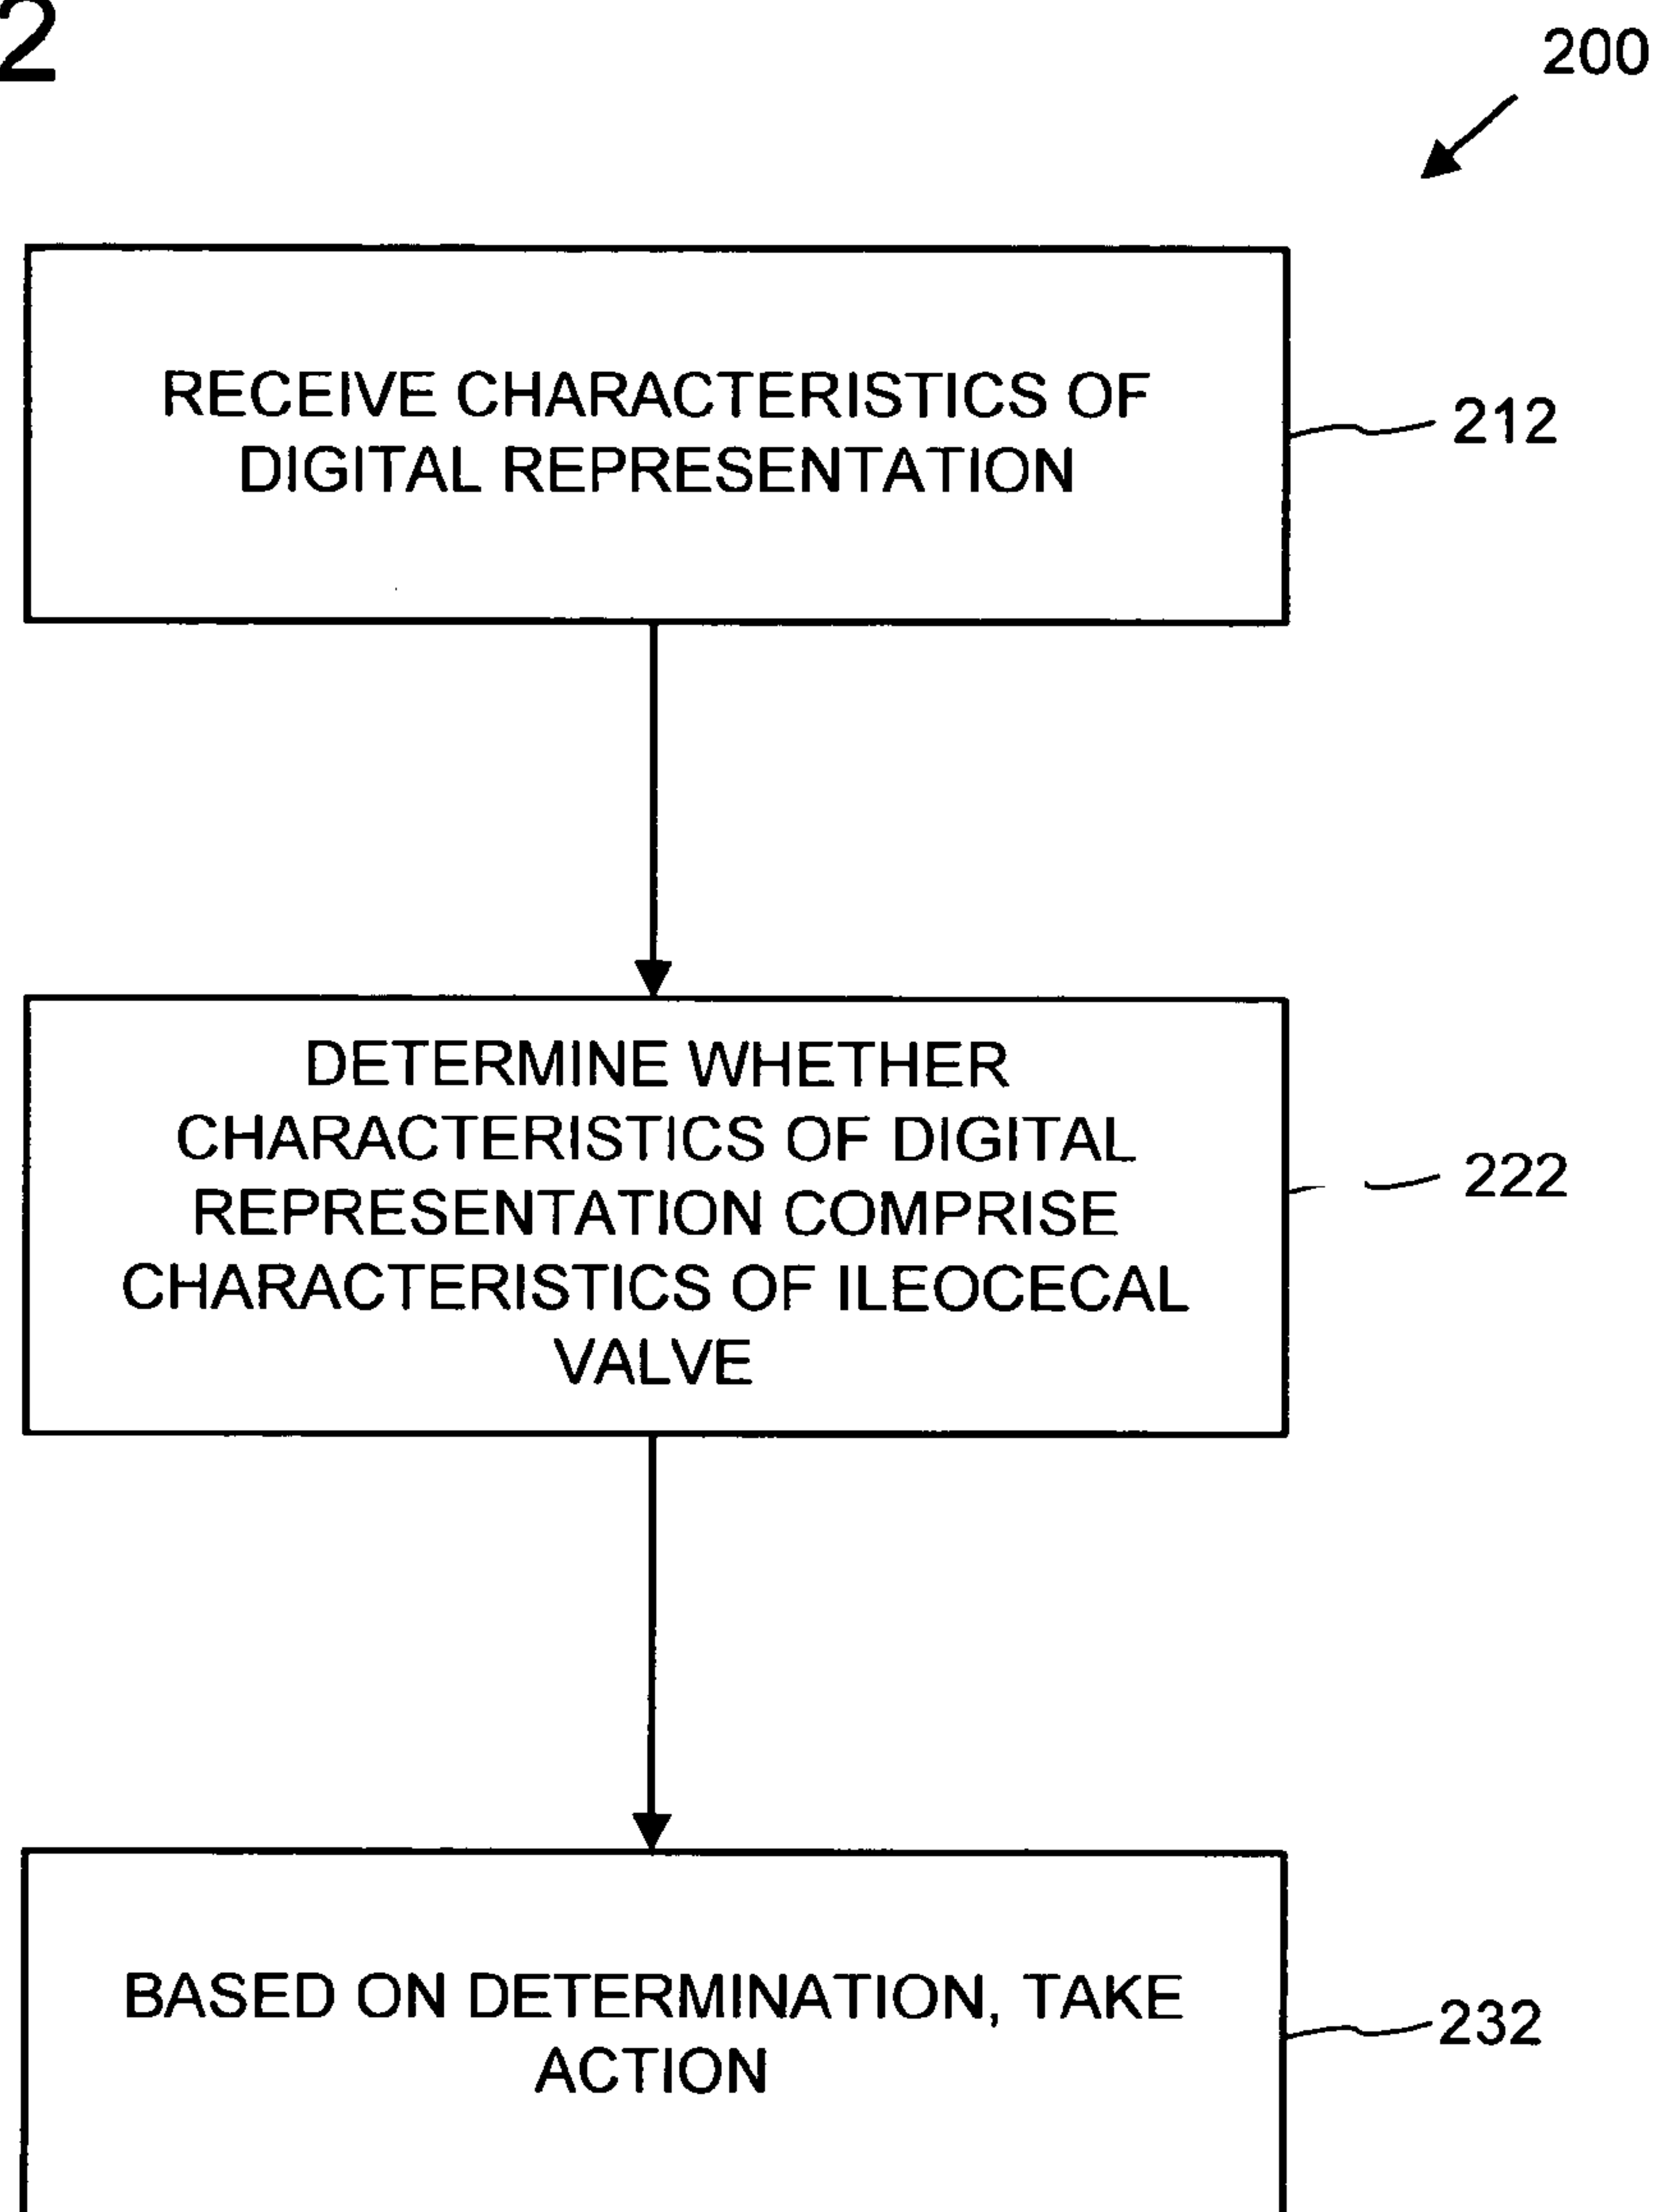 2
200
RECEIVE CHARACTERISTICS OF
DIGITAL REPRESENTATION
212
DETERMINE WHETHER
CHARACTERISTICS OF DIGITAL
REPRESENTATION COMPRISE
CHARACTERISTICS OF ILEOCECAL
VALVE
222
BASED ON DETERMINATION, TAKE
ACTION
232